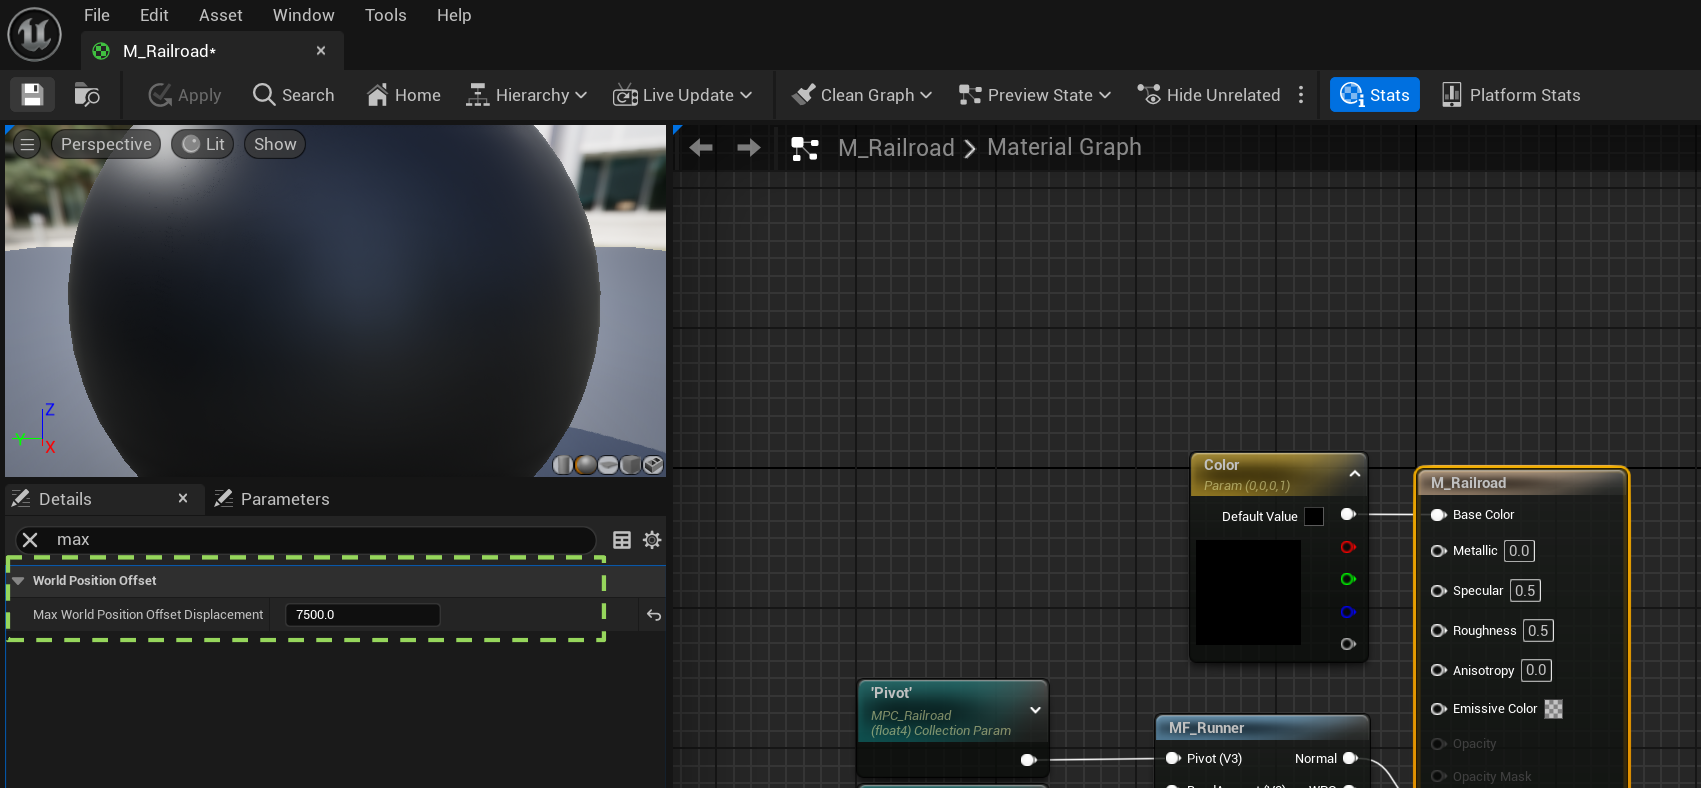 File Edit Asset Window Tools Help
M_Railroad*
Apply Search Home Hierarchy Live Update Clean Graph Preview State Hide Unrelated Stats Platform Stats
Perspective Lit Show
M_Railroad > Material Graph
Z
Y
X
Details Parameters
max
World Position Offset
Max World Position Offset Displacement 7500.0
Color
Param (0,0,0,1)
Default Value
'Pivot'
MPC_Railroad
(float4) Collection Param
MF_Runner
Pivot (V3) Normal
M_Railroad
Base Color
Metallic 0.0
Specular 0.5
Roughness 0.5
Anisotropy 0.0
Emissive Color
Opacity
Opacity Mask